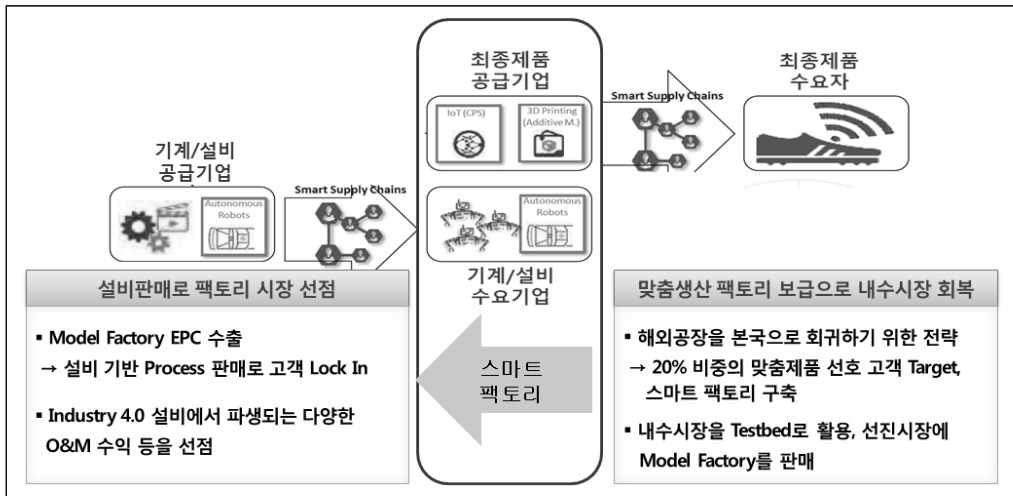 최종제품
공급기업
최종제품
수요자
IoT(CPS)
3D Printing
(Additive M.)
Smart Supply Chains
기계/설비
공급기업
Smart Supply Chains
Autonomous
Robots
Autonomous
Robots
기계/설비
수요기업
설비판매로 팩토리 시장 선점
▪ Model Factory EPC 수출
→ 설비 기반 Process 판매로 고객 Lock In
▪ Industry 4.0 설비에서 파생되는 다양한
O&M 수익 등을 선점
스마트
팩토리
맞춤생산 팩토리 보급으로 내수시장 회복
▪ 해외공장을 본국으로 회귀하기 위한 전략
→ 20% 비중의 맞춤제품 선호 고객 Target,
스마트 팩토리 구축
▪ 내수시장을 Testbed로 활용, 선진시장에
Model Factory를 판매